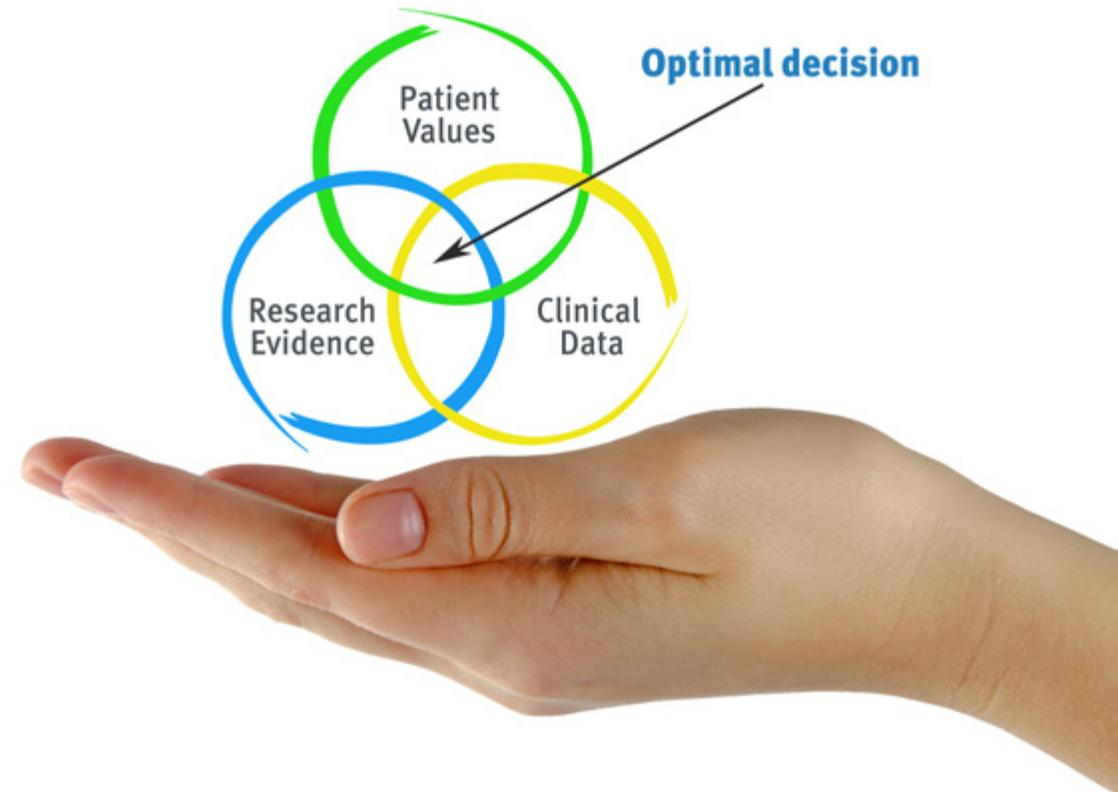 Optimal decision
Patient
Values
Research
Evidence
Clinical
Data